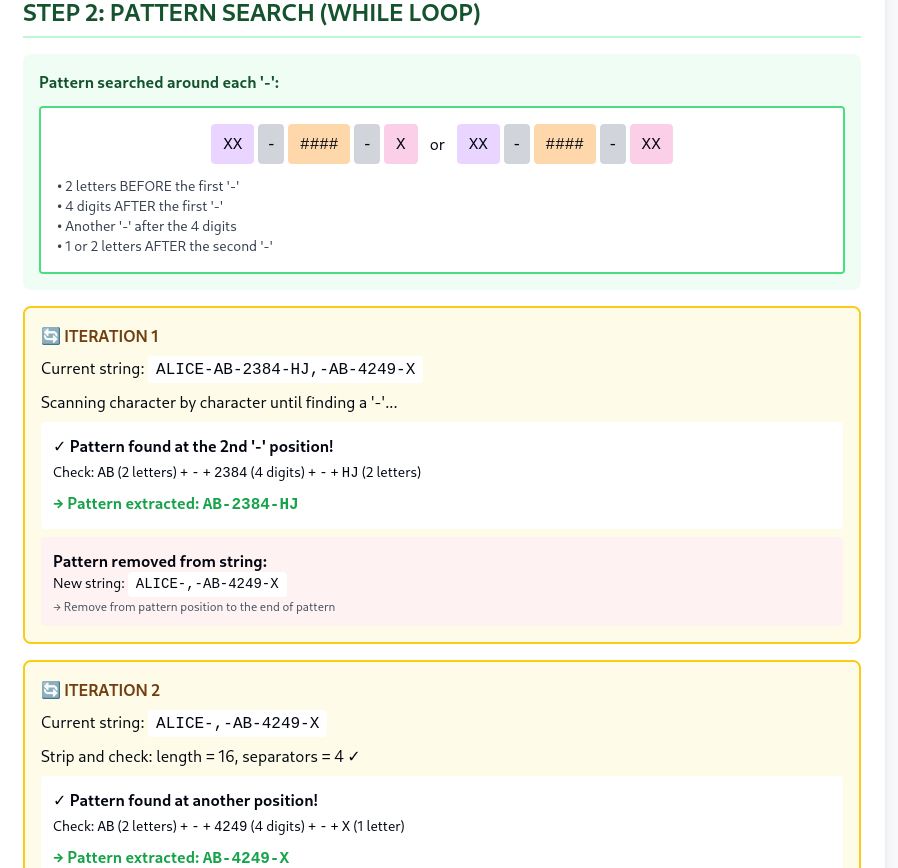 STEP 2: PATTERN SEARCH (WHILE LOOP)
Pattern searched around each '-':
XX - #### - X or XX - #### - XX
• 2 letters BEFORE the first '-'
• 4 digits AFTER the first '-'
• Another '-' after the 4 digits
• 1 or 2 letters AFTER the second '-'
🔄 ITERATION 1
Current string: ALICE-AB-2384-HJ,-AB-4249-X
Scanning character by character until finding a '-'...
✓ Pattern found at the 2nd '-' position!
Check: AB (2 letters) + - + 2384 (4 digits) + - + HJ (2 letters)
→ Pattern extracted: AB-2384-HJ
Pattern removed from string:
New string: ALICE-,-AB-4249-X
→ Remove from pattern position to the end of pattern
🔄 ITERATION 2
Current string: ALICE-,-AB-4249-X
Strip and check: length = 16, separators = 4 ✓
✓ Pattern found at another position!
Check: AB (2 letters) + - + 4249 (4 digits) + - + X (1 letter)
→ Pattern extracted: AB-4249-X